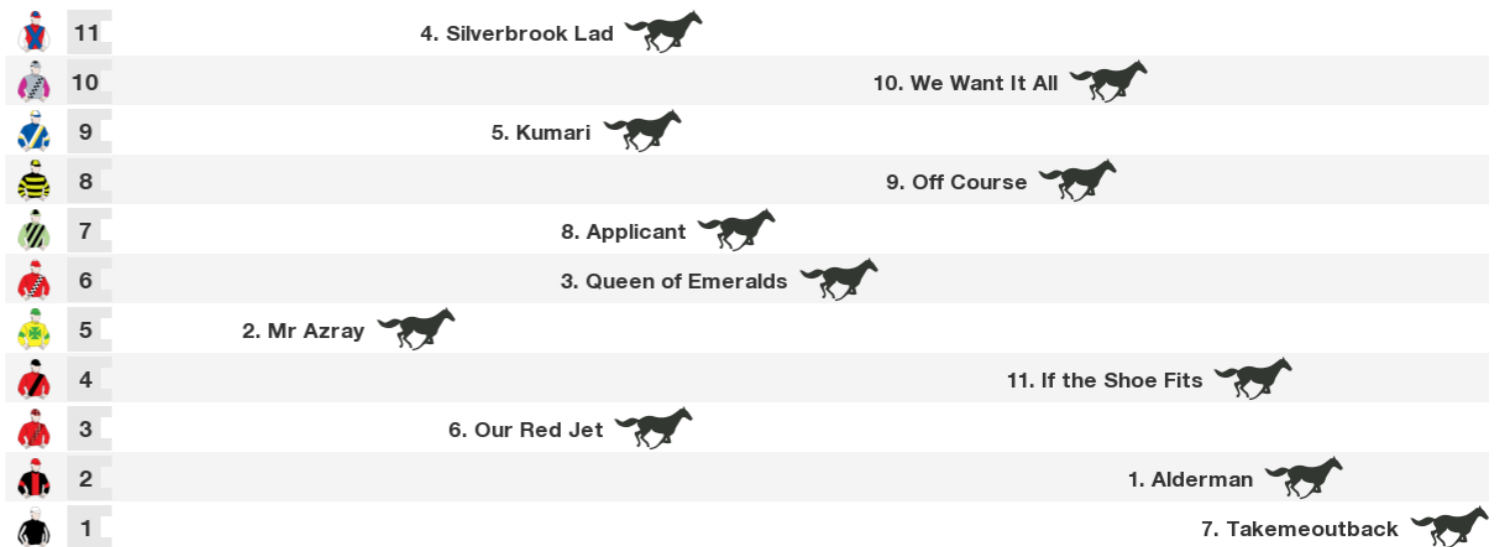 11 4. Silverbrook Lad
10 10. We Want It All
9 5. Kumari
8 9. Off Course
7 8. Applicant
6 3. Queen of Emeralds
5 2. Mr Azray
4 11. If the Shoe Fits
3 6. Our Red Jet
2 1. Alderman
1 7. Takemeoutback